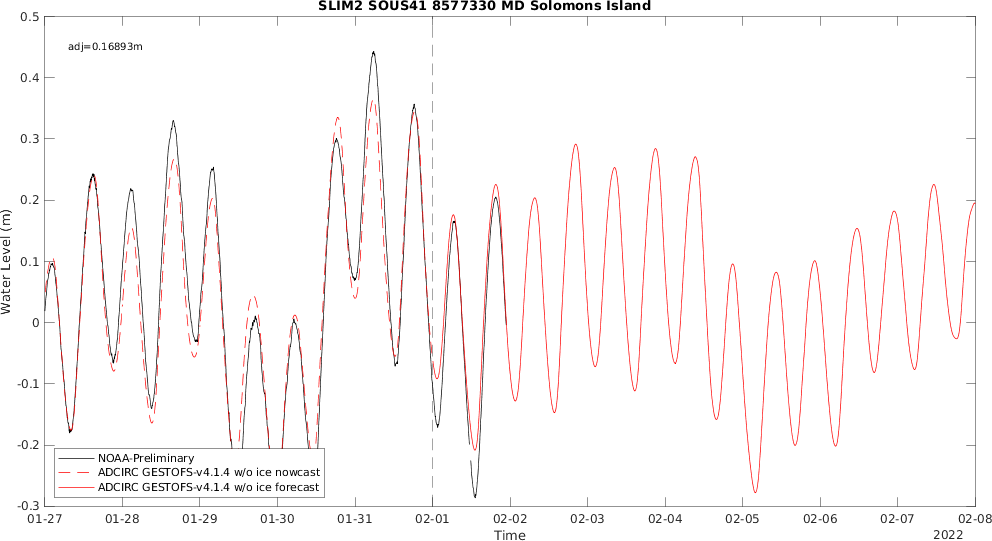 SLIM2 SOUS41 8577330 MD Solomons Island
adj=0.16893m
0.5
0.4
0.3
0.2
0.1
0
-0.1
-0.2
-0.3
Water Level (m)
NOAA-Preliminary
ADCIRC GESTOFS-v4.1.4 w/o ice nowcast
ADCIRC GESTOFS-v4.1.4 w/o ice forecast
01-27 01-28 01-29 01-30 01-31 02-01 02-02 02-03 02-04 02-05 02-06 02-07 02-08
Time
2022